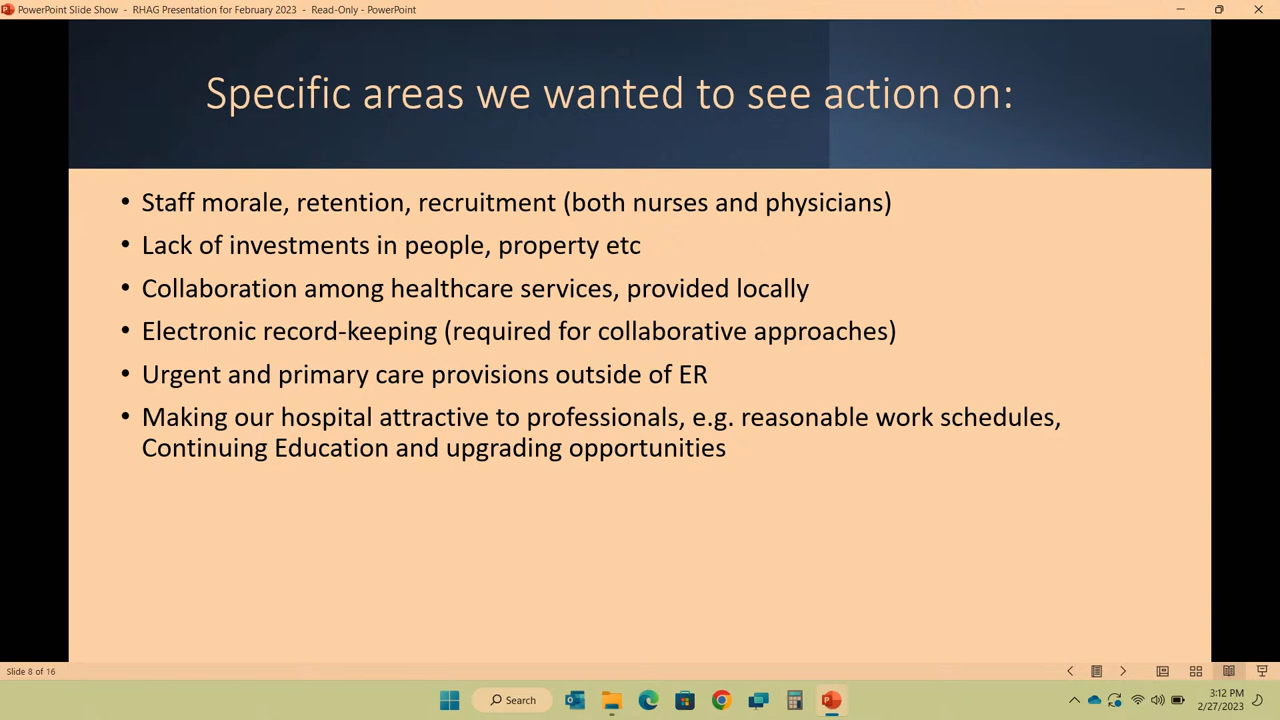 PowerPoint Slide Show - RHAG Presentation for February 2023 - Read-Only - PowerPoint
Specific areas we wanted to see action on:
• Staff morale, retention, recruitment (both nurses and physicians)
• Lack of investments in people, property etc
• Collaboration among healthcare services, provided locally
• Electronic record-keeping (required for collaborative approaches)
• Urgent and primary care provisions outside of ER
• Making our hospital attractive to professionals, e.g. reasonable work schedules,
Continuing Education and upgrading opportunities
Slide 8 of 16
Search
3:12 PM
2/27/2023